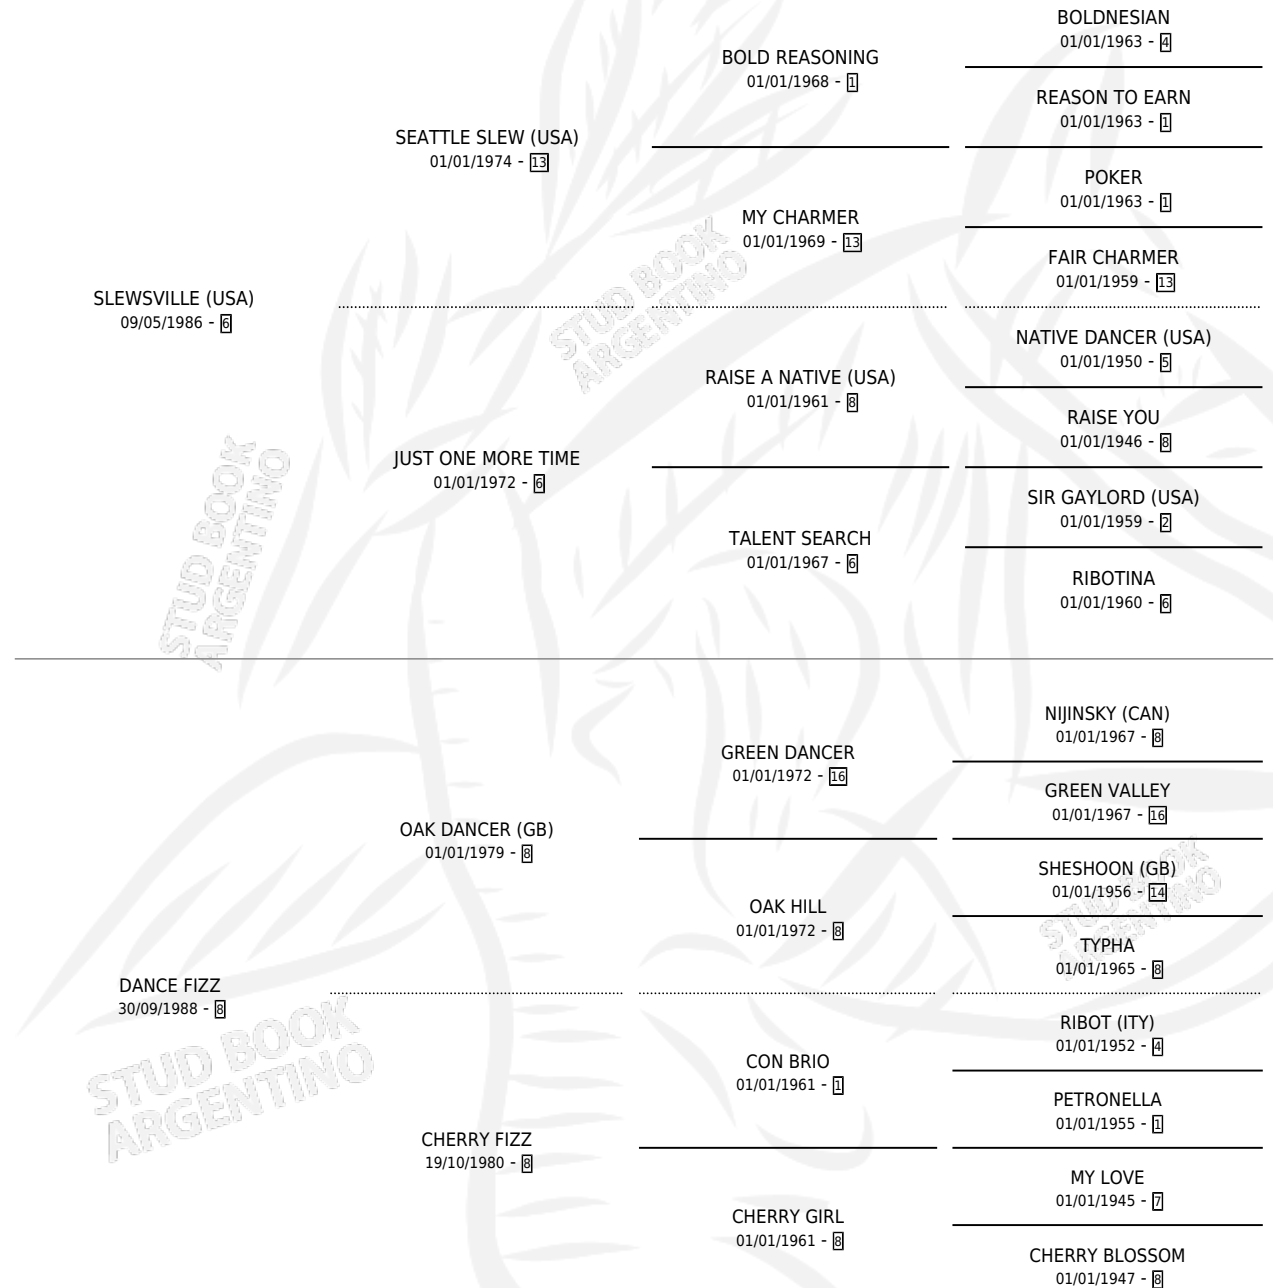 BOLDNESIAN
01/01/1963 - 4
BOLD REASONING
01/01/1968 - 1
REASON TO EARN
01/01/1963 - 1
SEATTLE SLEW (USA)
01/01/1974 - 13
POKER
01/01/1963 - 1
MY CHARMER
01/01/1969 - 13
FAIR CHARMER
01/01/1959 - 13
SLEWSVILLE (USA)
09/05/1986 - 6
NATIVE DANCER (USA)
01/01/1950 - 5
RAISE A NATIVE (USA)
01/01/1961 - 8
RAISE YOU
01/01/1946 - 8
JUST ONE MORE TIME
01/01/1972 - 6
SIR GAYLORD (USA)
01/01/1959 - 2
TALENT SEARCH
01/01/1967 - 6
RIBOTINA
01/01/1960 - 6
NIJINSKY (CAN)
01/01/1967 - 8
GREEN DANCER
01/01/1972 - 16
GREEN VALLEY
01/01/1967 - 16
OAK DANCER (GB)
01/01/1979 - 8
SHESHOON (GB)
01/01/1956 - 14
OAK HILL
01/01/1972 - 8
TYPHA
01/01/1965 - 8
DANCE FIZZ
30/09/1988 - 8
RIBOT (ITY)
01/01/1952 - 4
CON BRIO
01/01/1961 - 1
PETRONELLA
01/01/1955 - 1
CHERRY FIZZ
19/10/1980 - 8
MY LOVE
01/01/1945 - 7
CHERRY GIRL
01/01/1961 - 8
CHERRY BLOSSOM
01/01/1947 - 8
STUD BOOK
ARGENTINO
STUD BOOK
ARGENTINO
STUD BOOK
ARGENTINO
STUD BOOK
ARGENTINO